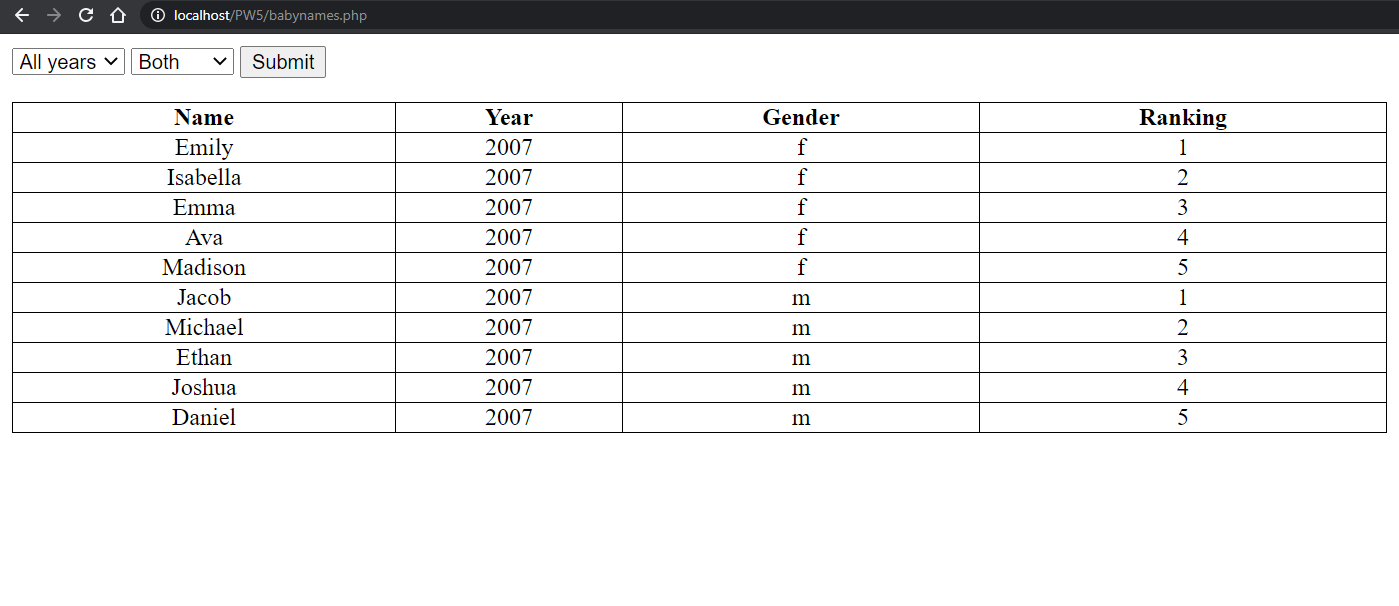 localhost/PW5/babynames.php
All years Both Submit
Name Year Gender Ranking
Emily 2007 f 1
Isabella 2007 f 2
Emma 2007 f 3
Ava 2007 f 4
Madison 2007 f 5
Jacob 2007 m 1
Michael 2007 m 2
Ethan 2007 m 3
Joshua 2007 m 4
Daniel 2007 m 5